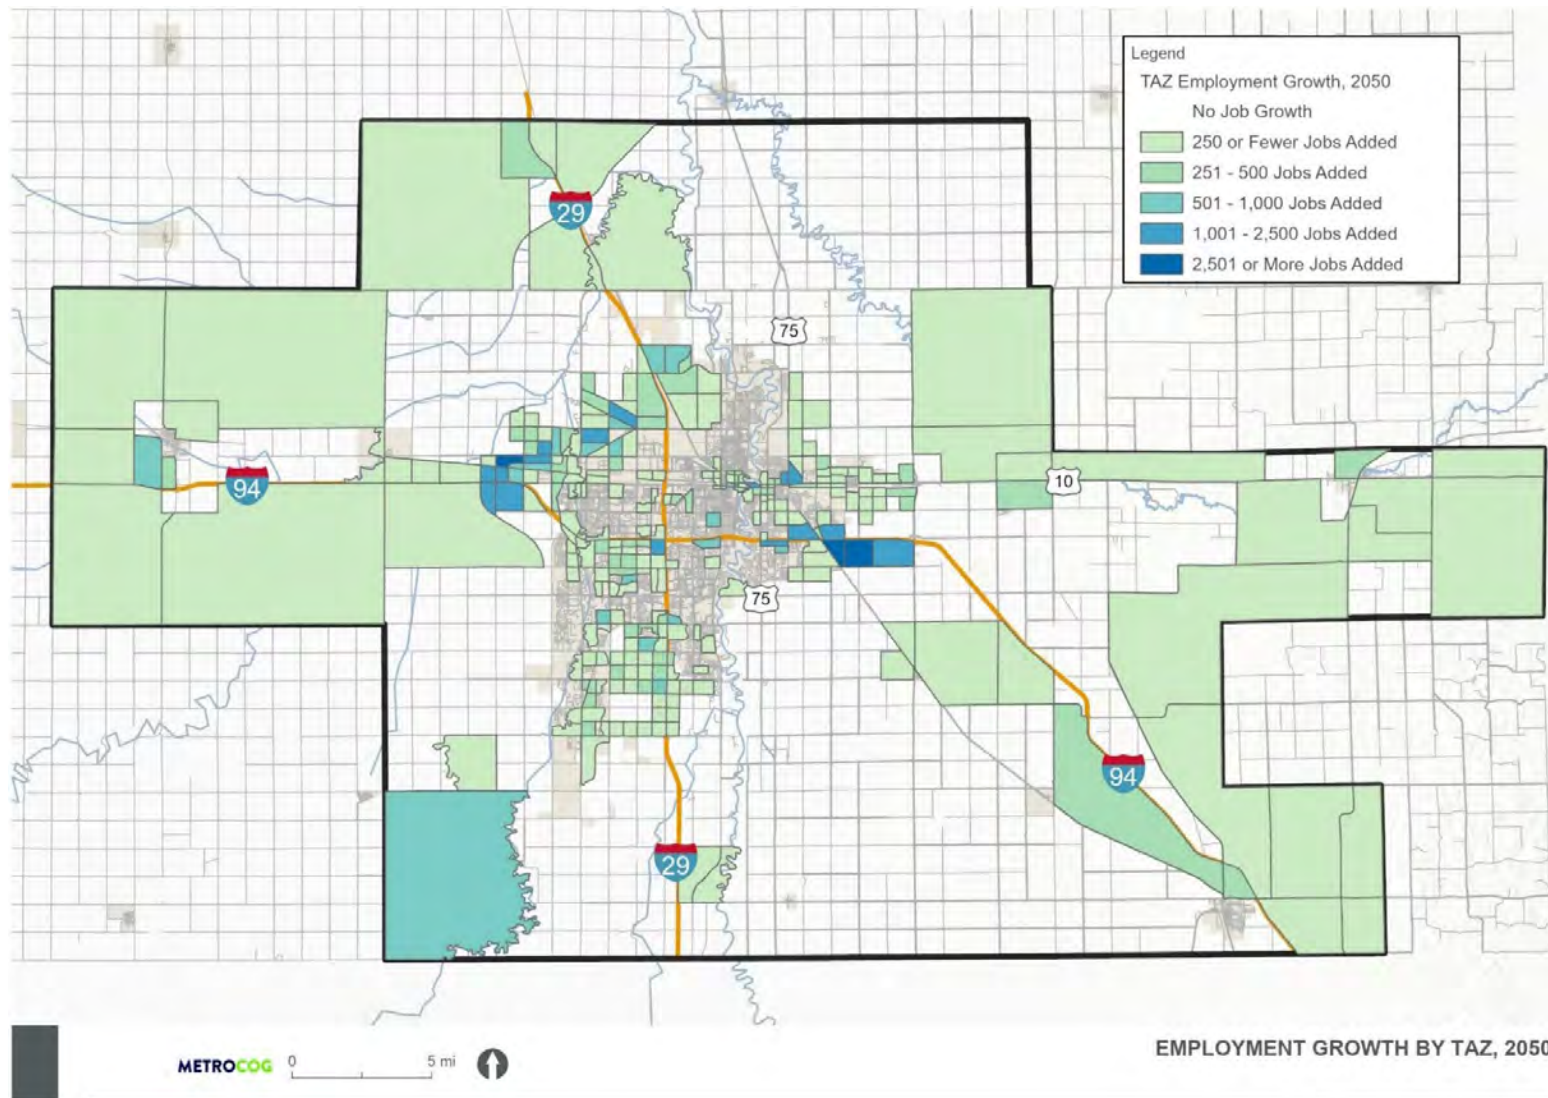 Legend
TAZ Employment Growth, 2050
No Job Growth
250 or Fewer Jobs Added
251 - 500 Jobs Added
501 - 1,000 Jobs Added
1,001 - 2,500 Jobs Added
2,501 or More Jobs Added
29
75
94
10
75
94
29
METROCOG
0
5 mi
EMPLOYMENT GROWTH BY TAZ, 2050